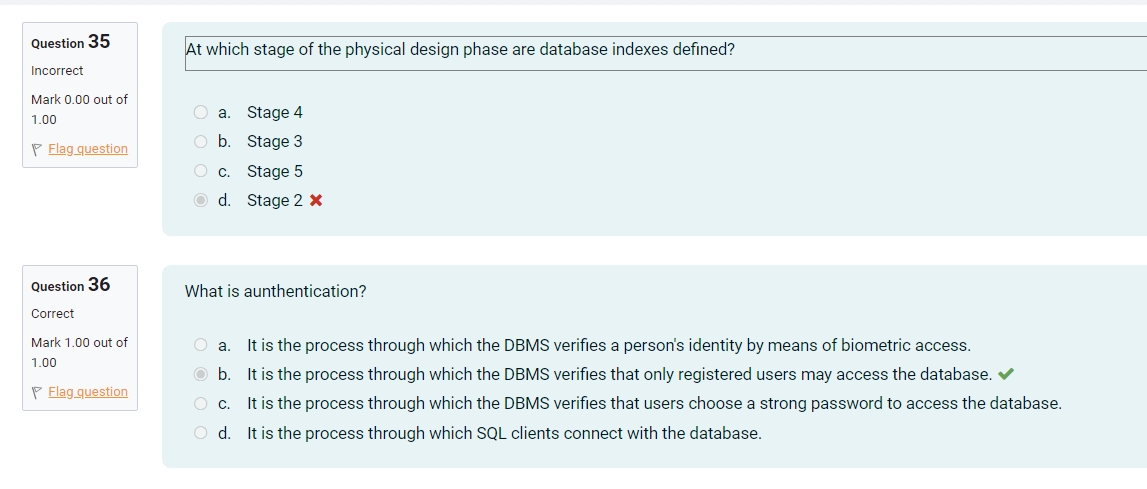 Question 35
Incorrect
Mark 0.00 out of
1.00
Flag question
At which stage of the physical design phase are database indexes defined?
a. Stage 4
b. Stage 3
c. Stage 5
d. Stage 2
Question 36
Correct
Mark 1.00 out of
1.00
Flag question
What is aunthentication?
a. It is the process through which the DBMS verifies a person's identity by means of biometric access.
b. It is the process through which the DBMS verifies that only registered users may access the database.
c. It is the process through which the DBMS verifies that users choose a strong password to access the database.
d. It is the process through which SQL clients connect with the database.